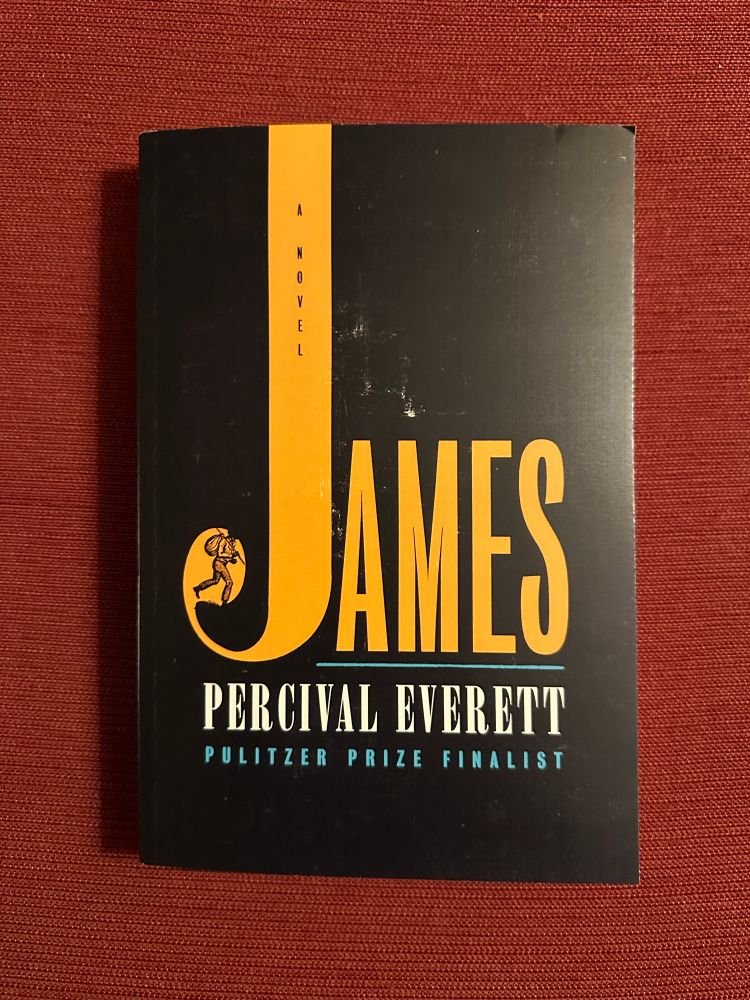 A NOVEL
JAMES
PERCIVAL EVERETT
PULITZER PRIZE FINALIST